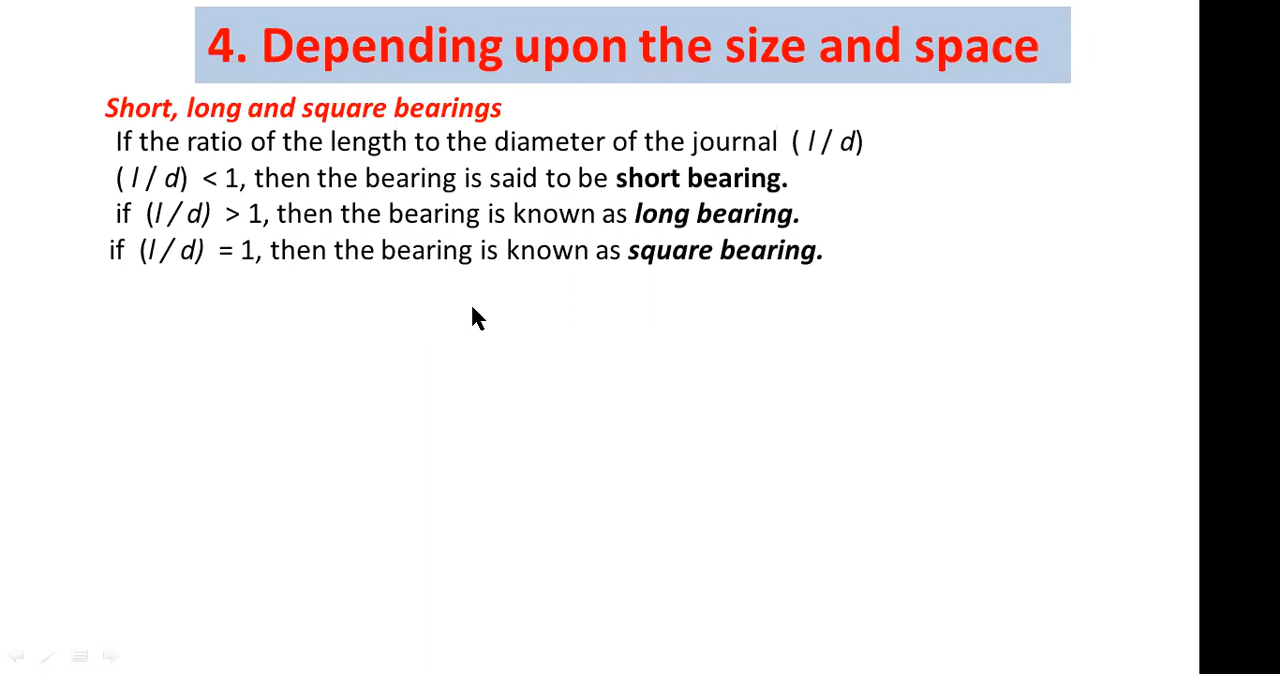 4. Depending upon the size and space
Short, long and square bearings
If the ratio of the length to the diameter of the journal ( l / d)
( l / d) < 1, then the bearing is said to be short bearing.
if (l / d) > 1, then the bearing is known as long bearing.
if (l / d) = 1, then the bearing is known as square bearing.